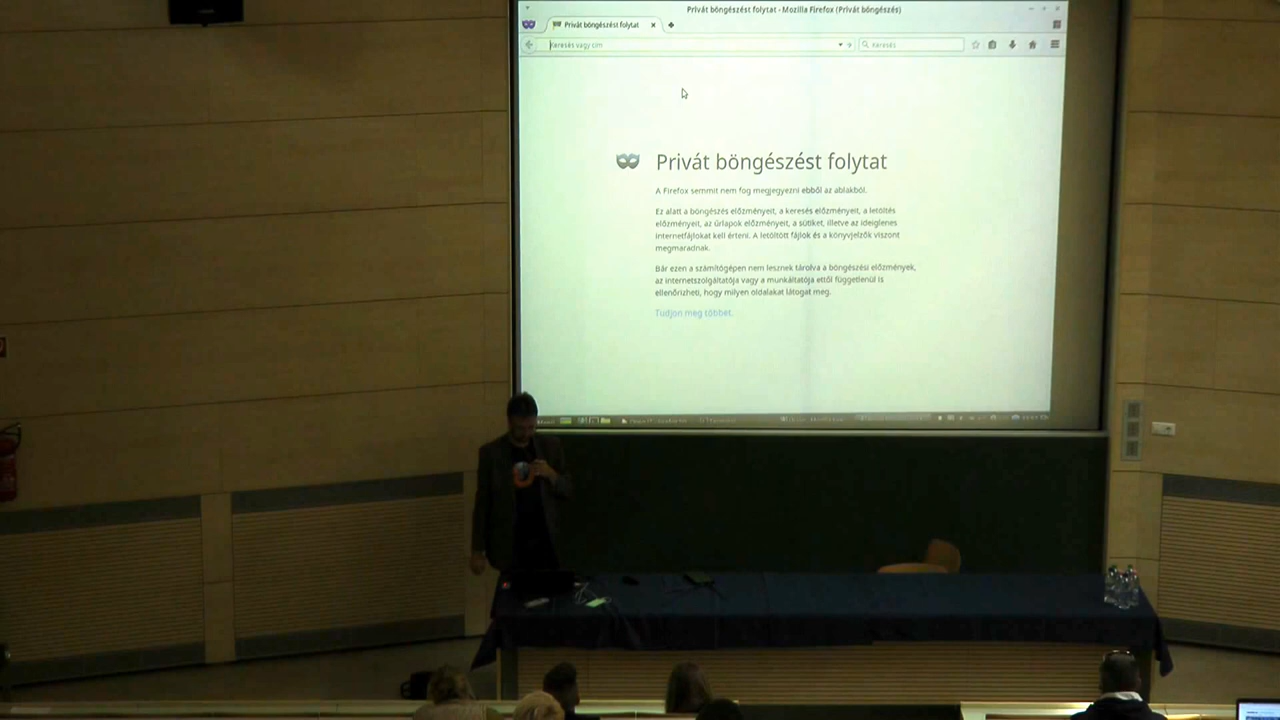 Privát böngészést folytat - Mozilla Firefox (Privát böngészés)
Privát böngészést folytat
Keresés vagy cím
Keresés
Privát böngészést folytat
A Firefox semmit nem fog megjegyezni ebből az ablakból.
Ez alatt a böngészés előzményeit, a keresés előzményeit, a letöltés
előzményeit, az űrlapok előzményeit, a sütiket, illetve az ideiglenes
internetfájlokat kell érteni. A letöltött fájlok és a könyvjelzők viszont
megmaradnak.
Bár ezen a számítógépen nem lesznek tárolva a böngészési előzmények,
az internetszolgáltatója vagy a munkáltatója ettől függetlenül is
ellenőrizheti, hogy milyen oldalakat látogat meg.
Tudjon meg többet.